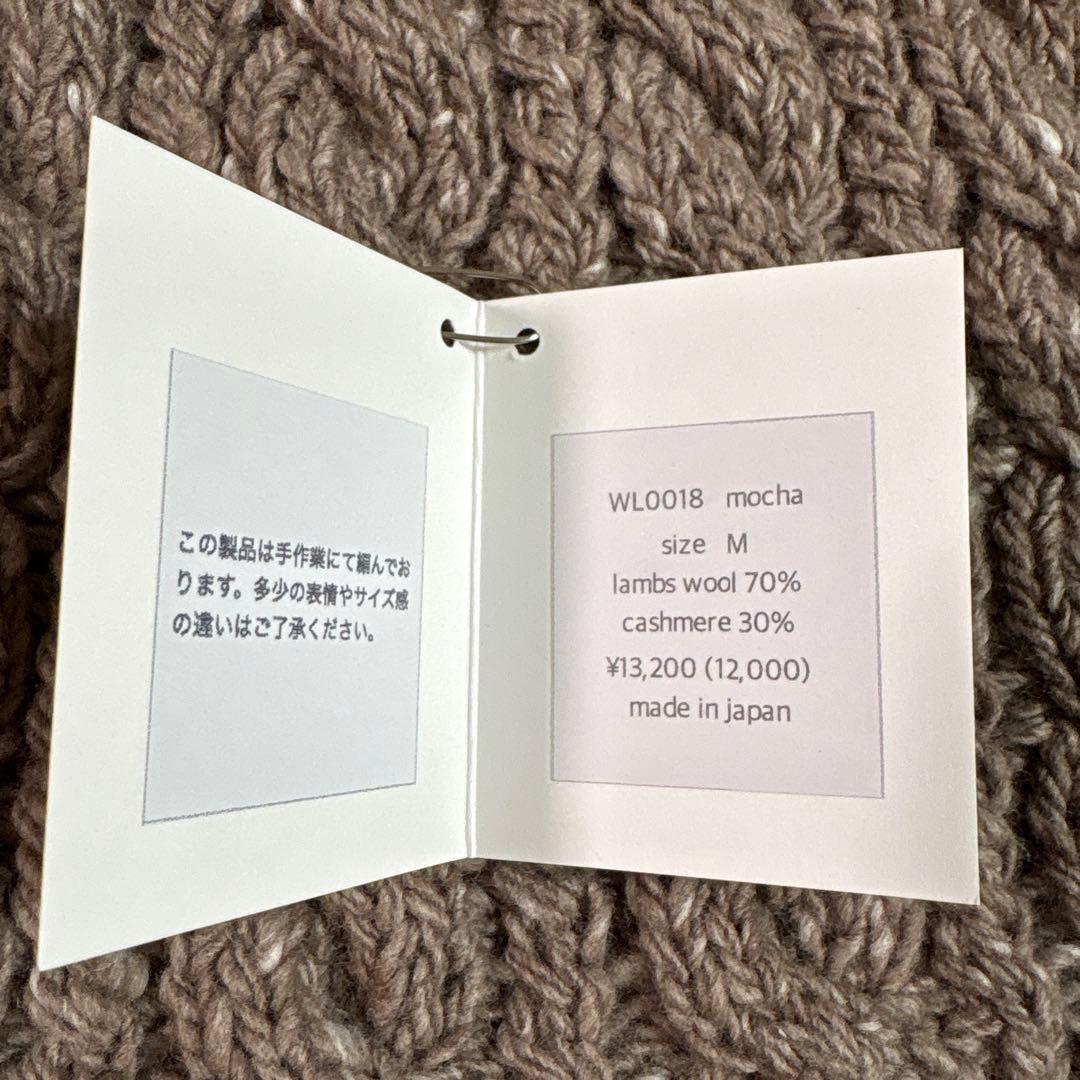 この製品は手作業にて編んでお
ります。多少の表情やサイズ感
の違いはご了承ください。
WL0018 mocha
size M
lambs wool 70%
cashmere 30%
¥13,200 (12,000)
made in japan